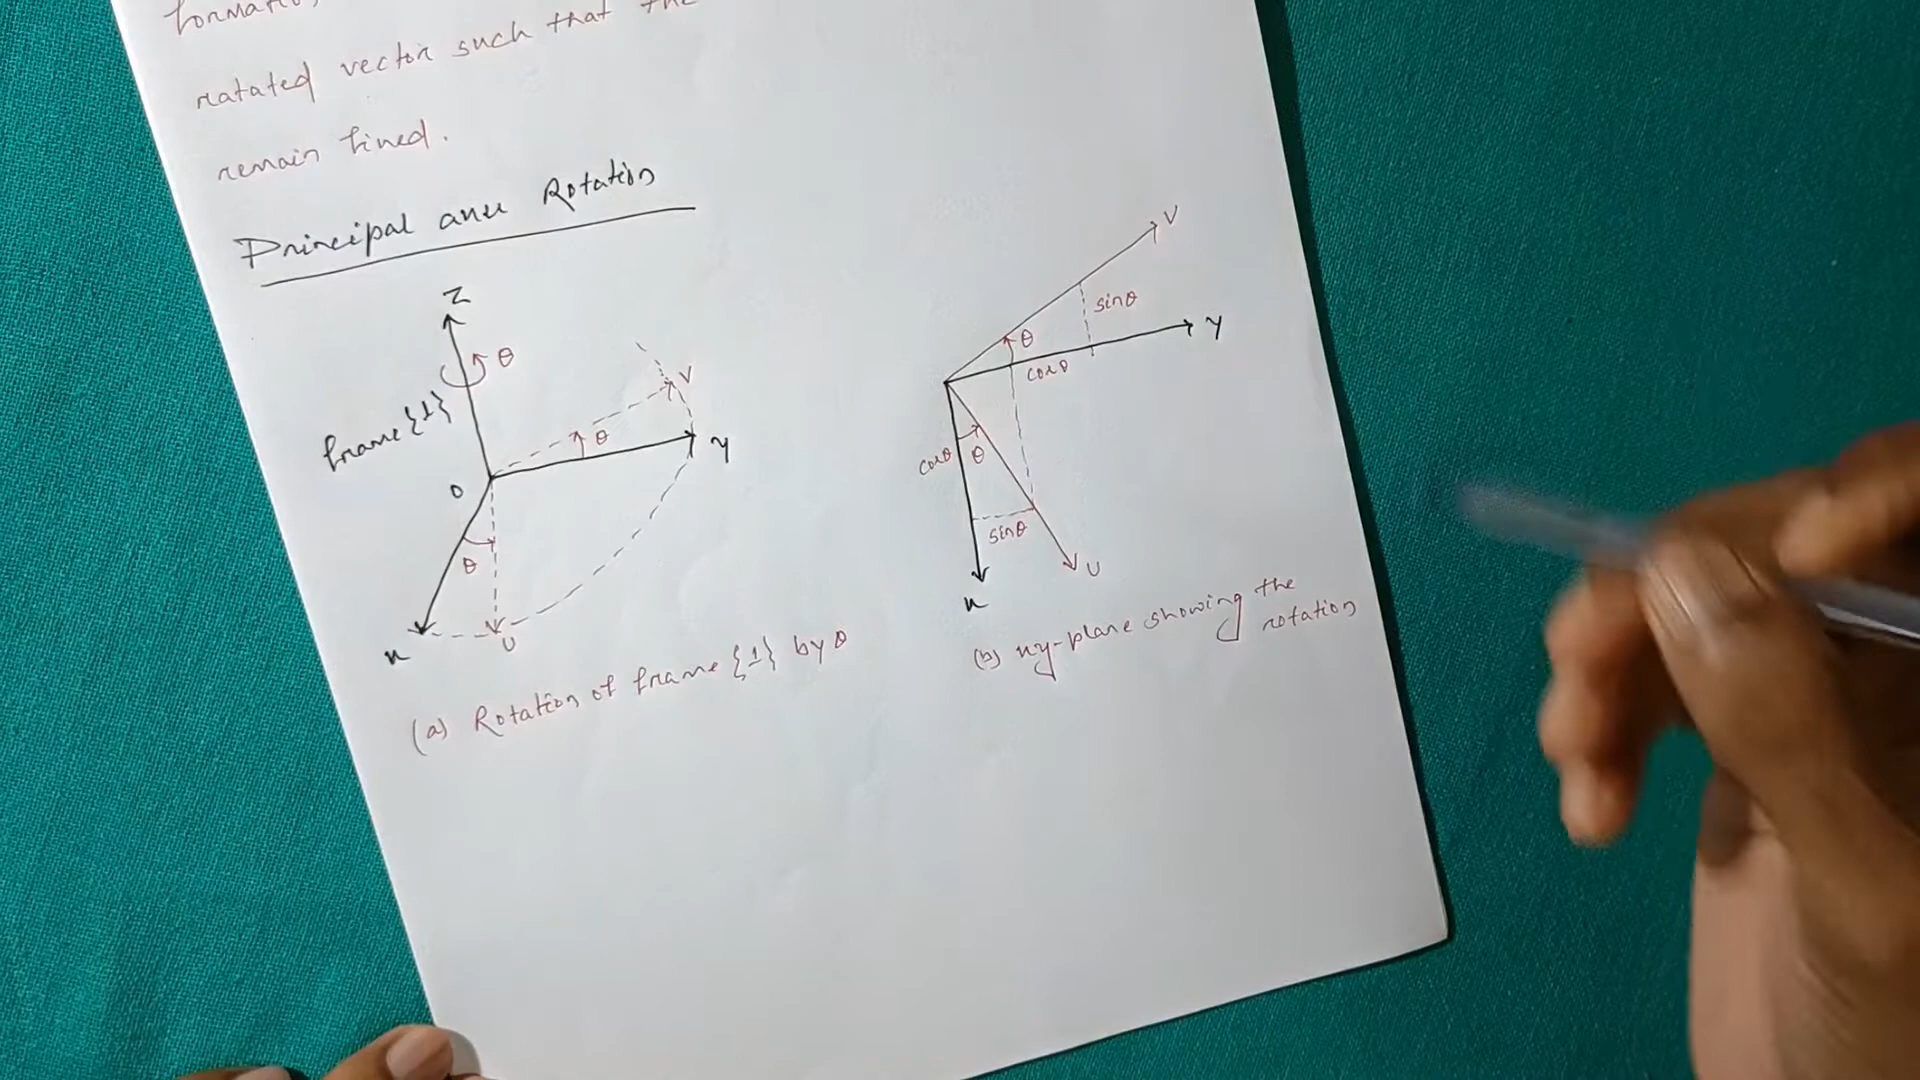 rotated vector such that the
remain fixed.
Principal axes Rotation
Z
θ
frame {1}
V
θ
y
O
θ
x
U
(a) Rotation of frame {1} by θ
V
sinθ
y
θ
cosθ
cosθ
θ
sinθ
U
x
(b) xy-plane showing the
rotation